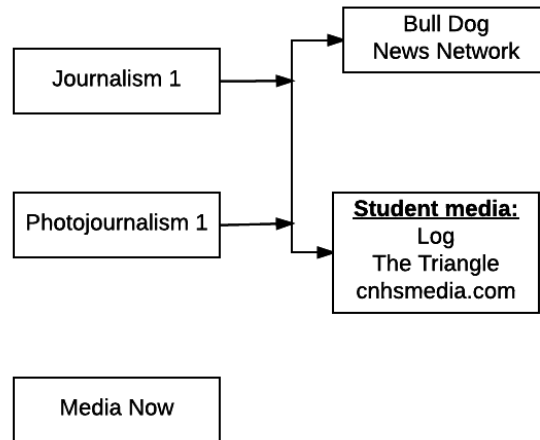 Bull Dog
News Network
Journalism 1
Photojournalism 1
Student media:
Log
The Triangle
cnhsmedia.com
Media Now